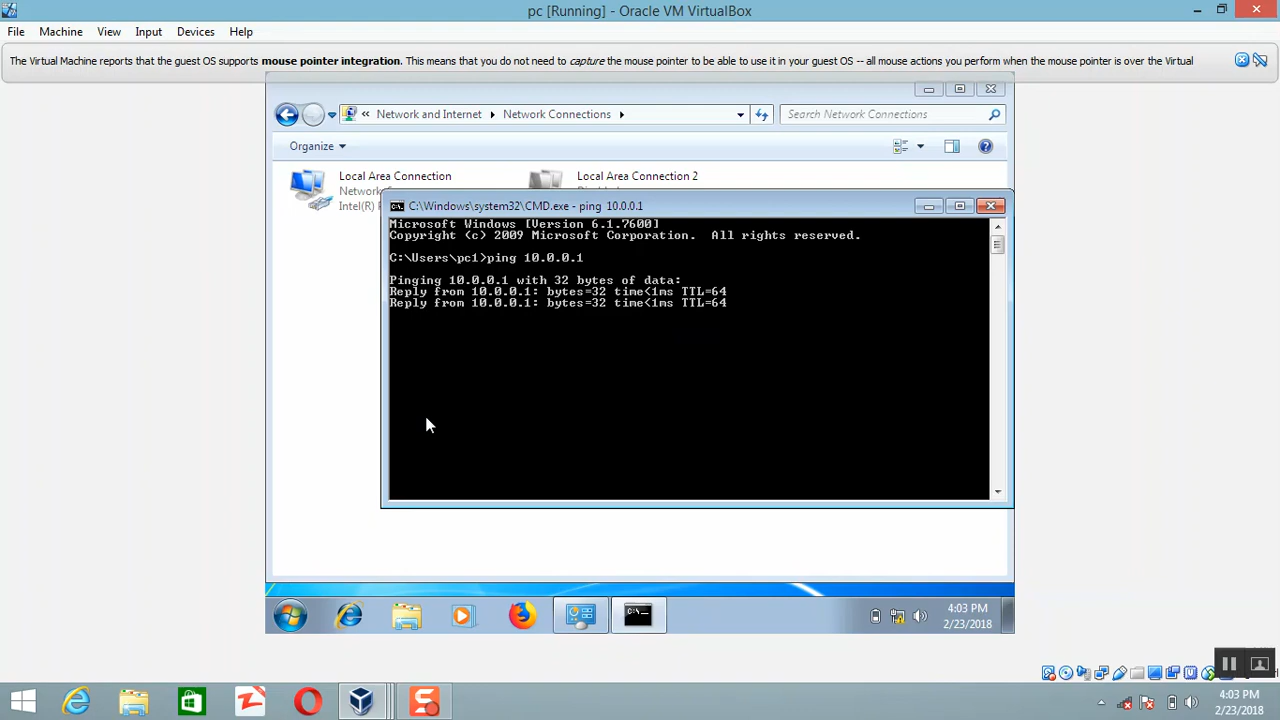 pc [Running] - Oracle VM VirtualBox
File Machine View Input Devices Help
The Virtual Machine reports that the guest OS supports mouse pointer integration. This means that you do not need to capture the mouse pointer to be able to use it in your guest OS -- all mouse actions you perform when the mouse pointer is over the Virtual
« Network and Internet Network Connections Search Network Connections
Organize
Local Area Connection Local Area Connection 2
Intel(R)
C:\Windows\system32\CMD.exe - ping 10.0.0.1
Microsoft Windows [Version 6.1.7600]
Copyright (c) 2009 Microsoft Corporation. All rights reserved.
C:\Users\pc1>ping 10.0.0.1
Pinging 10.0.0.1 with 32 bytes of data:
Reply from 10.0.0.1: bytes=32 time<1ms TTL=64
Reply from 10.0.0.1: bytes=32 time<1ms TTL=64
4:03 PM
2/23/2018
4:03 PM
2/23/2018